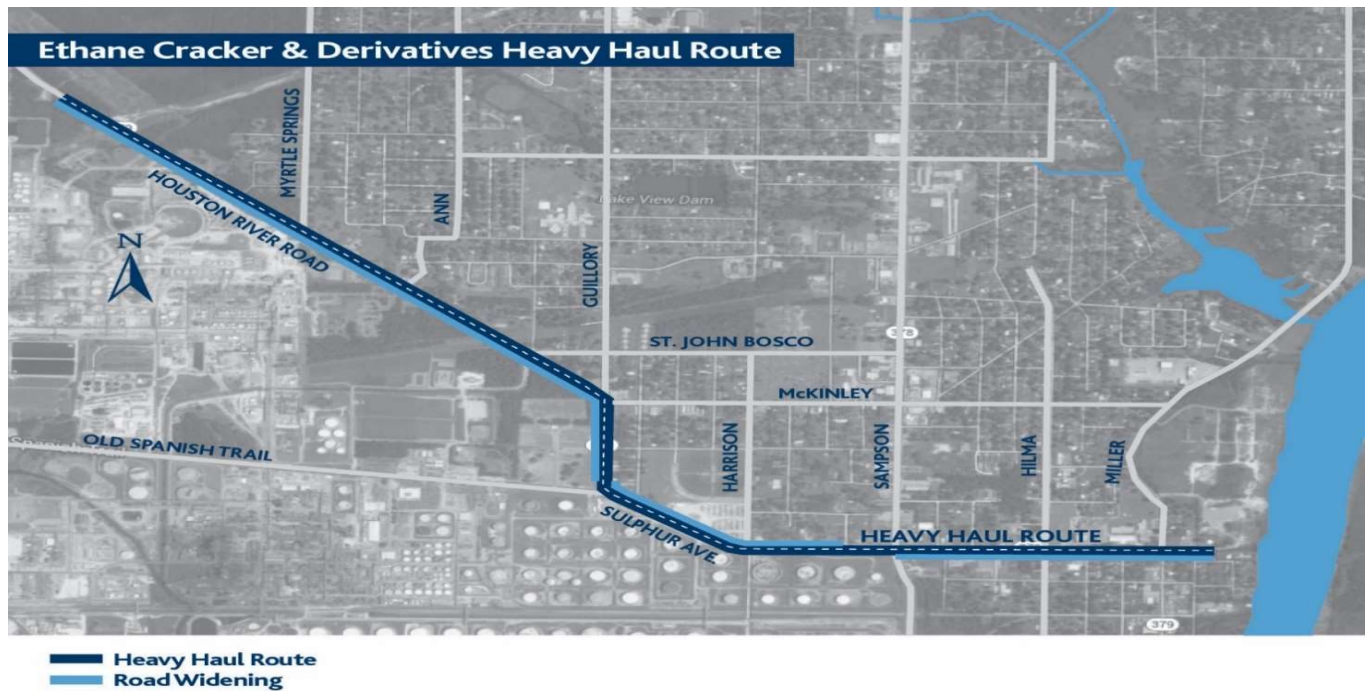 Ethane Cracker & Derivatives Heavy Haul Route
MYRTLE SPRINGS
HOUSTON RIVER ROAD
ANN
Lake View Dam
N
GUILLORY
ST. JOHN BOSCO
378
McKINLEY
OLD SPANISH TRAIL
HARRISON
SAMPSON
HILMA
MILLER
SULPHUR AVE.
HEAVY HAUL ROUTE
379
Heavy Haul Route
Road Widening